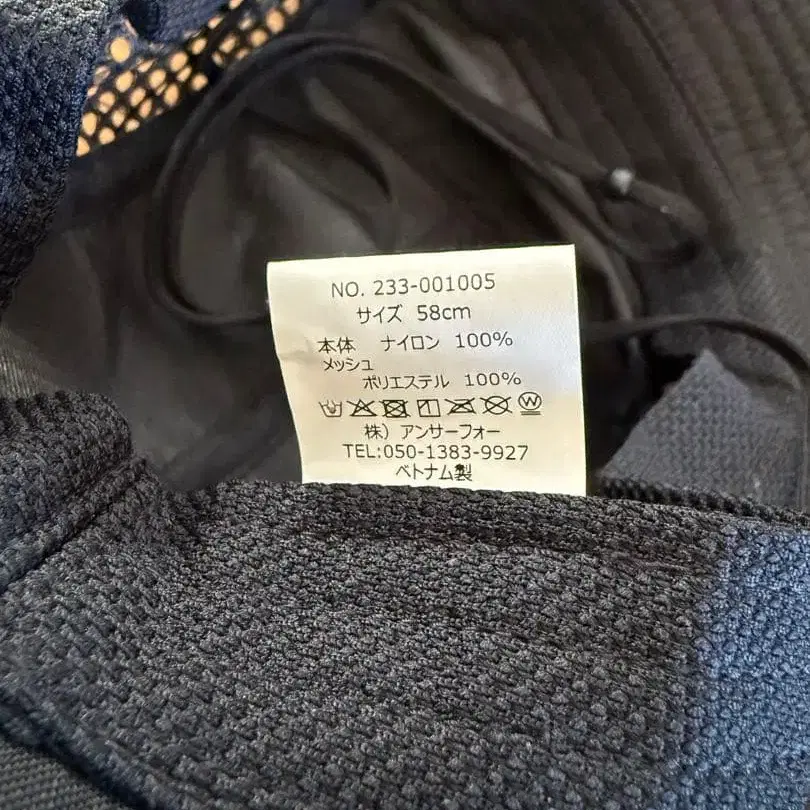 NO. 233-001005
サイズ 58cm
本体 ナイロン 100%
メッシュ
ポリエステル 100%
W
株）アンサーフォー
TEL:050-1383-9927
ベトナム製